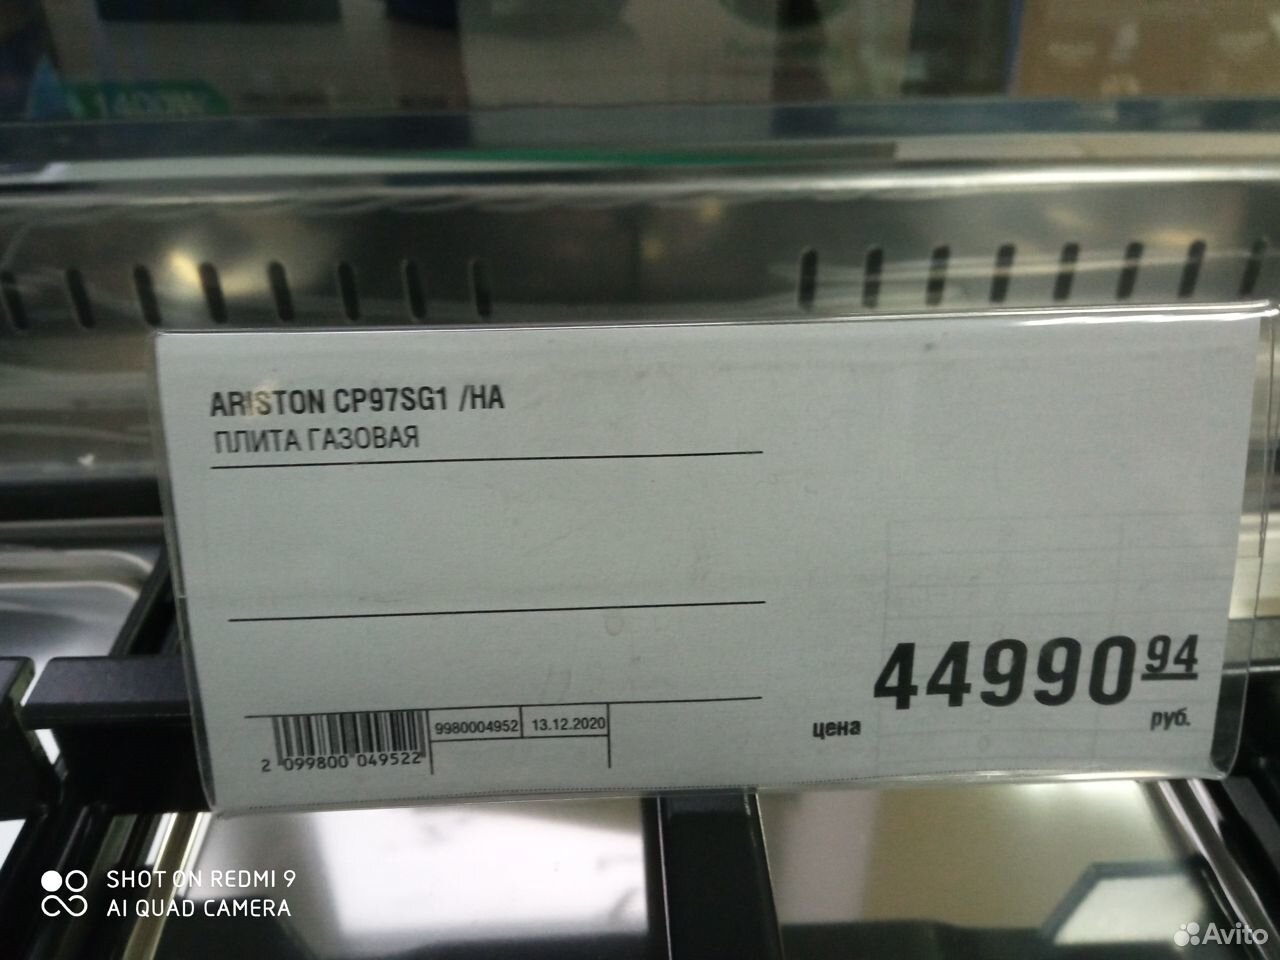 1400W
ARISTON CP97SG1 /HA
ПЛИТА ГАЗОВАЯ
44990 94
цена руб.
9980004952 13.12.2020
2 099800 049522
SHOT ON REDMI 9
AI QUAD CAMERA
Avito